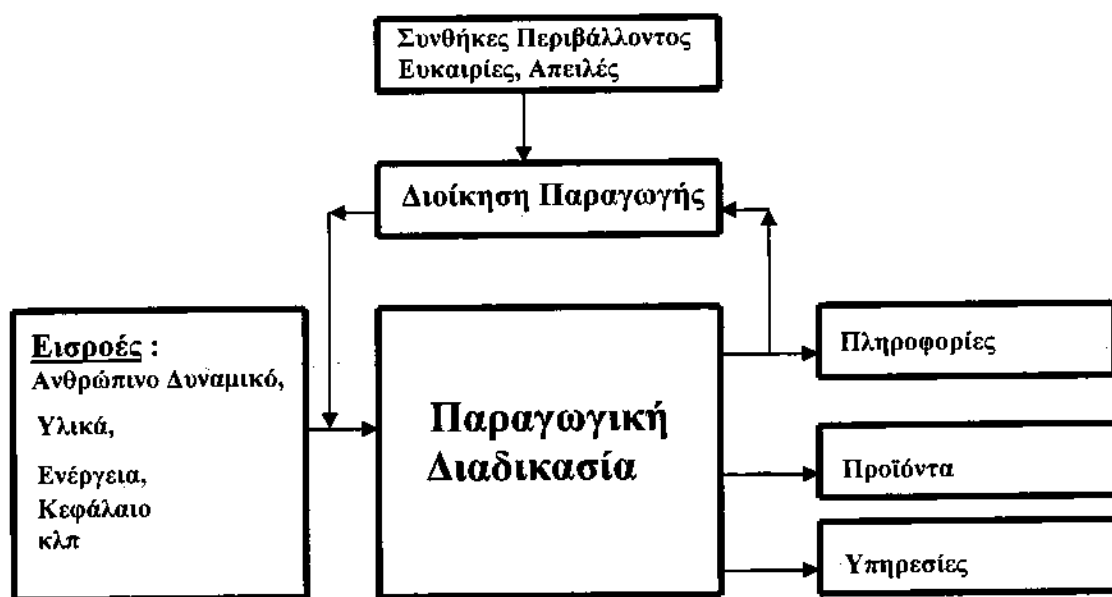 Συνθήκες Περιβάλλοντος
Ευκαιρίες, Απειλές
Διοίκηση Παραγωγής
Εισροές :
Ανθρώπινο Δυναμικό,
Υλικά,
Ενέργεια,
Κεφάλαιο
κλπ
Παραγωγική
Διαδικασία
Πληροφορίες
Προϊόντα
Υπηρεσίες